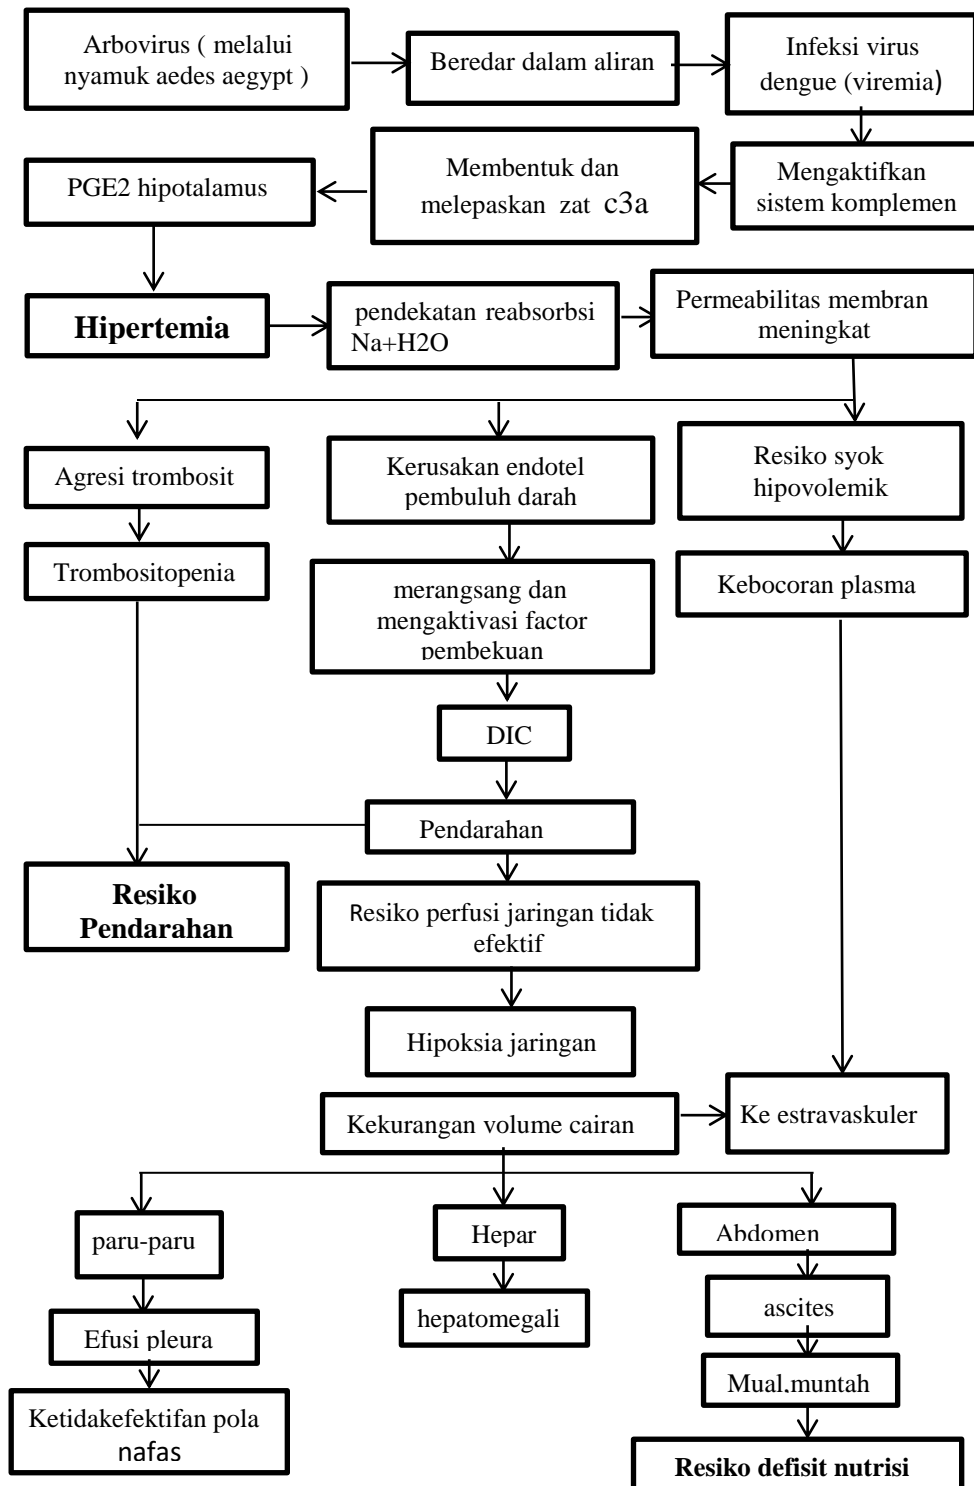 Arbovirus ( melalui
nyamuk aedes aegypt )
Beredar dalam aliran
Infeksi virus
dengue (viremia)
PGE2 hipotalamus
Membentuk dan
melepaskan zat c3a
Mengaktifkan
sistem komplemen
Hipertemia
pendekatan reabsorbsi
Na+H2O
Permeabilitas membran
meningkat
Agresi trombosit
Kerusakan endotel
pembuluh darah
Resiko syok
hipovolemik
Trombositopenia
merangsang dan
mengaktivasi factor
pembekuan
Kebocoran plasma
DIC
Pendarahan
Resiko
Pendarahan
Resiko perfusi jaringan tidak
efektif
Hipoksia jaringan
Kekurangan volume cairan
Ke estravaskuler
paru-paru
Hepar
Abdomen
Efusi pleura
hepatomegali
ascites
Mual,muntah
Ketidakefektifan pola
nafas
Resiko defisit nutrisi